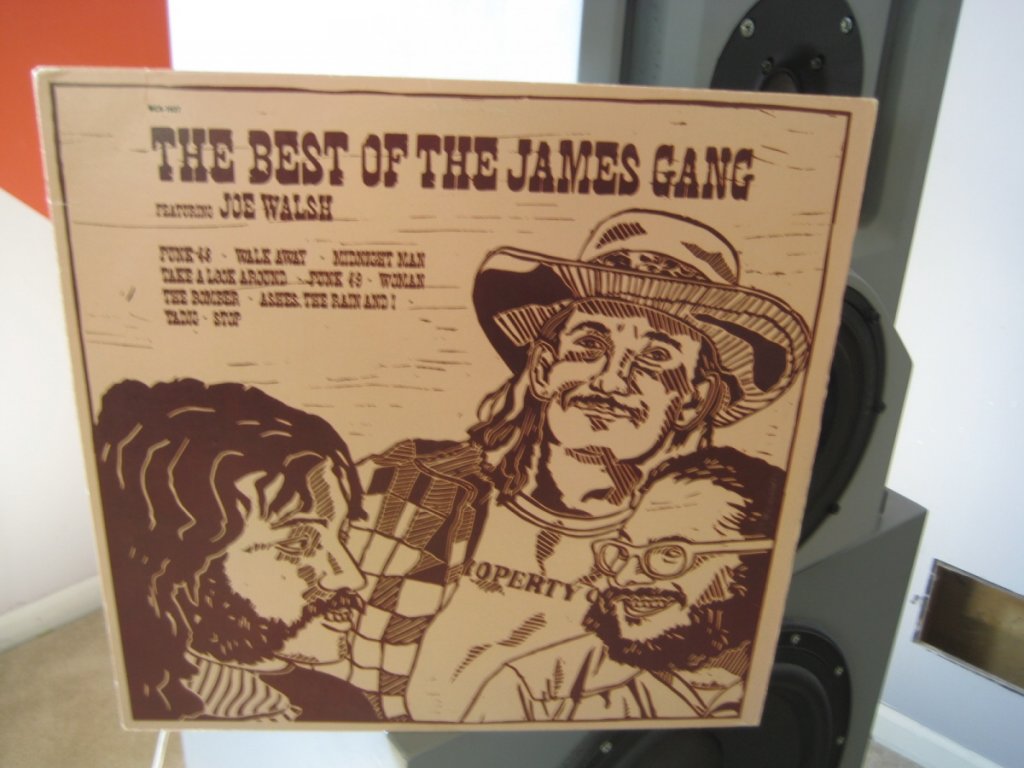 THE BEST OF THE JAMES GANG
FEATURING JOE WALSH
FUNK 48 - WALK AWAY - MIDNIGHT MAN
TAKE A LOOK AROUND - FUNK 49 - WOMAN
THE BOMBER - ASHES, THE RAIN AND I -
YADIG - STOP
ROPERTY O